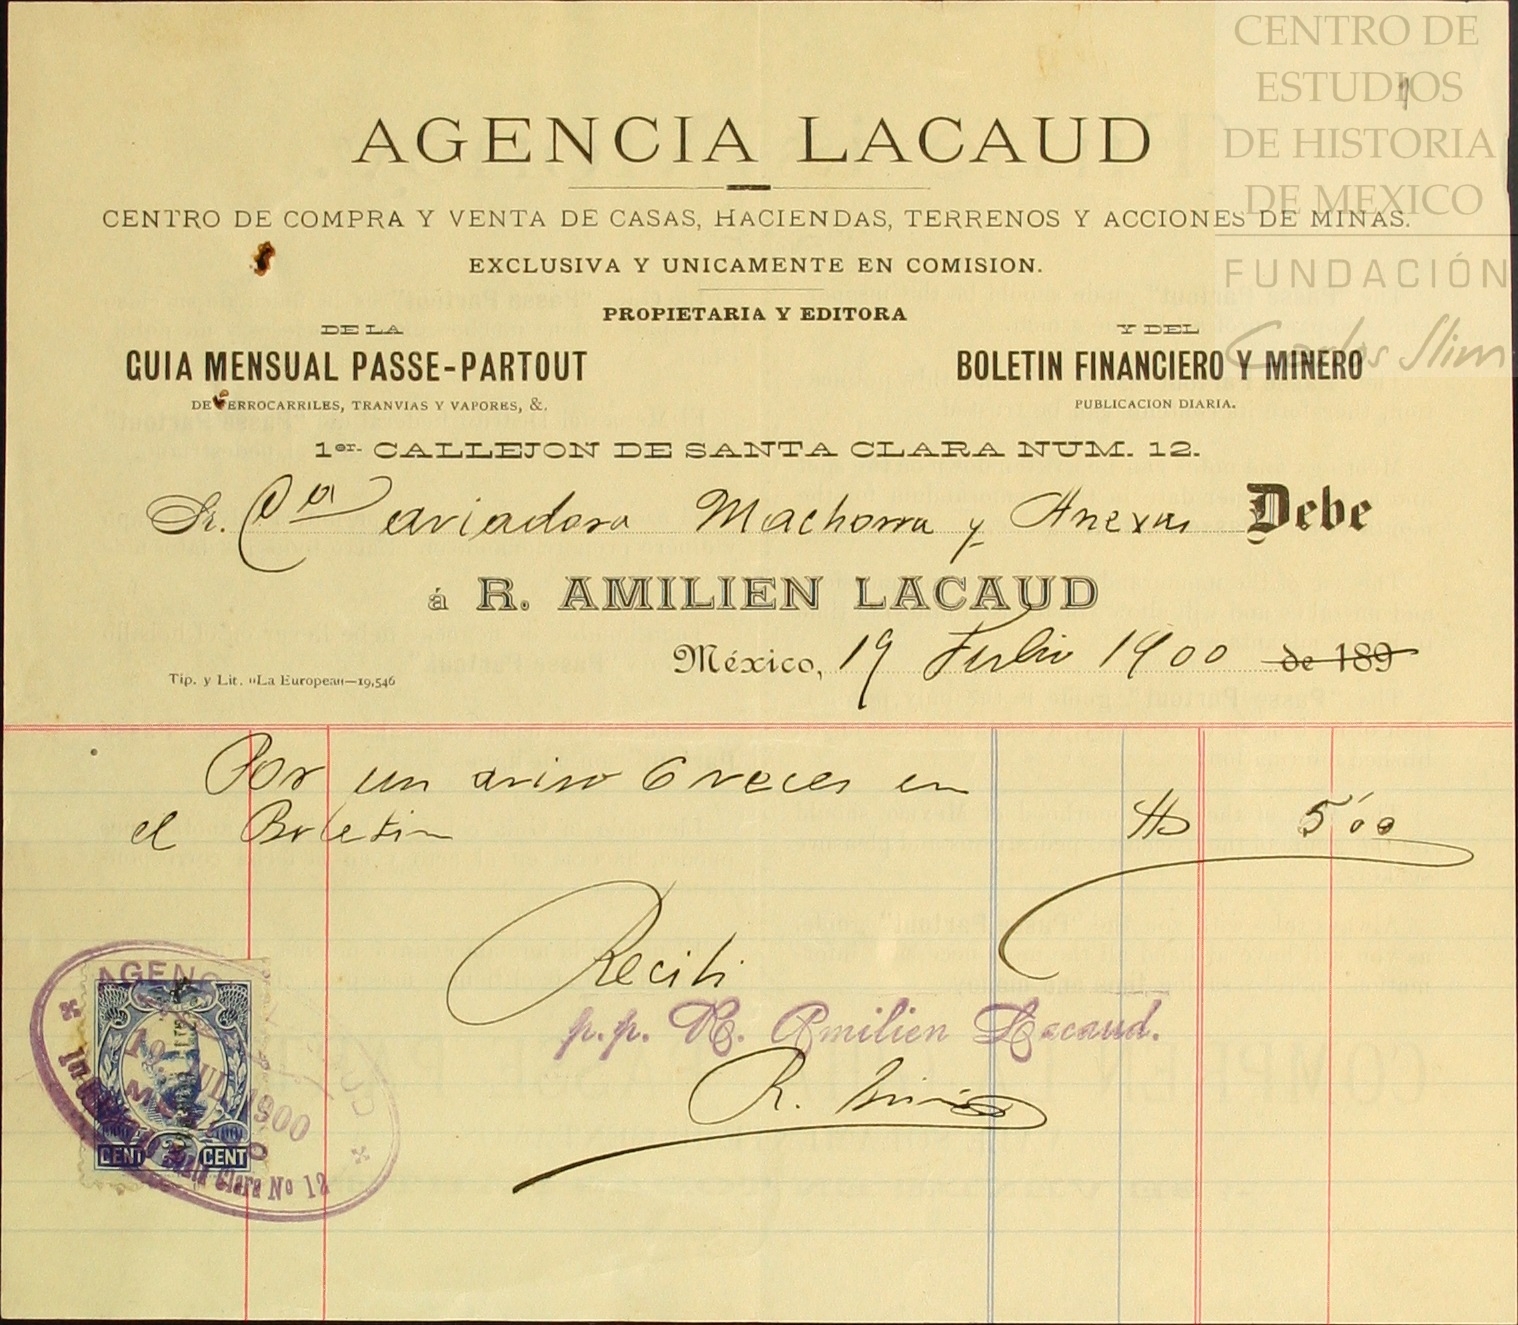 CENTRO DE
ESTUDIOS
DE HISTORIA
DE MEXICO
FUNDACIÓN
Carlos Slim
AGENCIA LACAUD
CENTRO DE COMPRA Y VENTA DE CASAS, HACIENDAS, TERRENOS Y ACCIONES DE MINAS.
EXCLUSIVA Y UNICAMENTE EN COMISION.
PROPIETARIA Y EDITORA
DE LA
GUIA MENSUAL PASSE-PARTOUT
DE FERROCARRILES, TRANVIAS Y VAPORES, &.
Y DEL
BOLETIN FINANCIERO Y MINERO
PUBLICACION DIARIA.
1er. CALLEJON DE SANTA CLARA NUM. 12.
Sr. Cia aviadora Machorra y Anexas Debe
á R. AMILIEN LACAUD
México, 19 Julio 1900 de 189
Tip. y Lit. "La Europea"—19,546
Por un aviso 6 veces en
el Boletin $ 5'00
Recibi
p.p. R. Amilien Lacaud.
R.
AGENC
19 JUL 1900
CENT CENT
Clara No 12